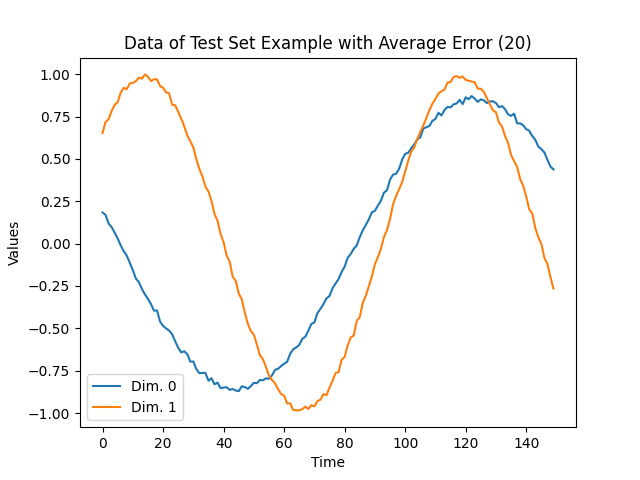 Data of Test Set Example with Average Error (20)
1.00
0.75
0.50
0.25
0.00
−0.25
−0.50
−0.75
−1.00
Values
Dim. 0
Dim. 1
0 20 40 60 80 100 120 140
Time